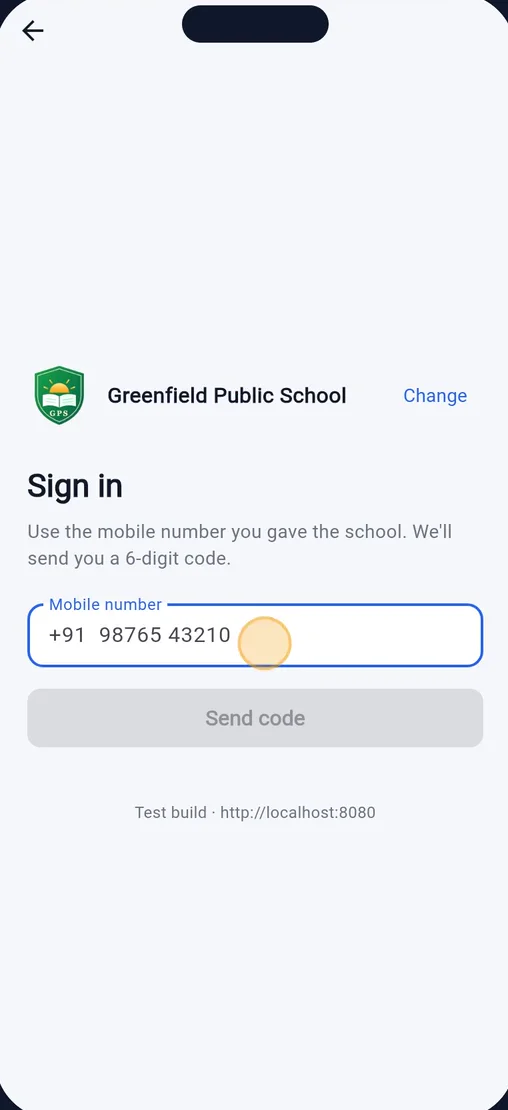 GPS
Greenfield Public School
Change
Sign in
Use the mobile number you gave the school. We'll
send you a 6-digit code.
Mobile number
+91 98765 43210
Send code
Test build · http://localhost:8080